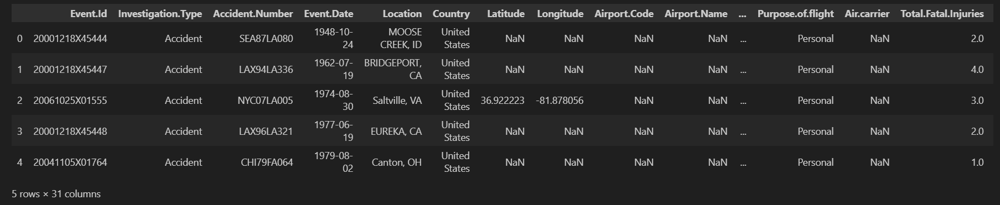 Event.Id Investigation.Type Accident.Number Event.Date Location Country Latitude Longitude Airport.Code Airport.Name ... Purpose.of.flight Air.carrier Total.Fatal.Injuries
0 20001218X45444 Accident SEA87LA080 1948-10-24 MOOSE CREEK, ID United States NaN NaN NaN NaN ... Personal NaN 2.0
1 20001218X45447 Accident LAX94LA336 1962-07-19 BRIDGEPORT, CA United States NaN NaN NaN NaN ... Personal NaN 4.0
2 20061025X01555 Accident NYC07LA005 1974-08-30 Saltville, VA United States 36.922223 -81.878056 NaN NaN ... Personal NaN 3.0
3 20001218X45448 Accident LAX96LA321 1977-06-19 EUREKA, CA United States NaN NaN NaN NaN ... Personal NaN 2.0
4 20041105X01764 Accident CHI79FA064 1979-08-02 Canton, OH United States NaN NaN NaN NaN ... Personal NaN 1.0
5 rows × 31 columns